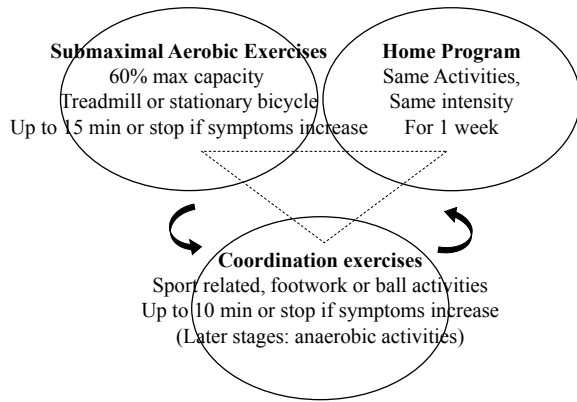 Submaximal Aerobic Exercises
60% max capacity
Treadmill or stationary bicycle
Up to 15 min or stop if symptoms increase
Home Program
Same Activities,
Same intensity
For 1 week
Coordination exercises
Sport related, footwork or ball activities
Up to 10 min or stop if symptoms increase
(Later stages: anaerobic activities)